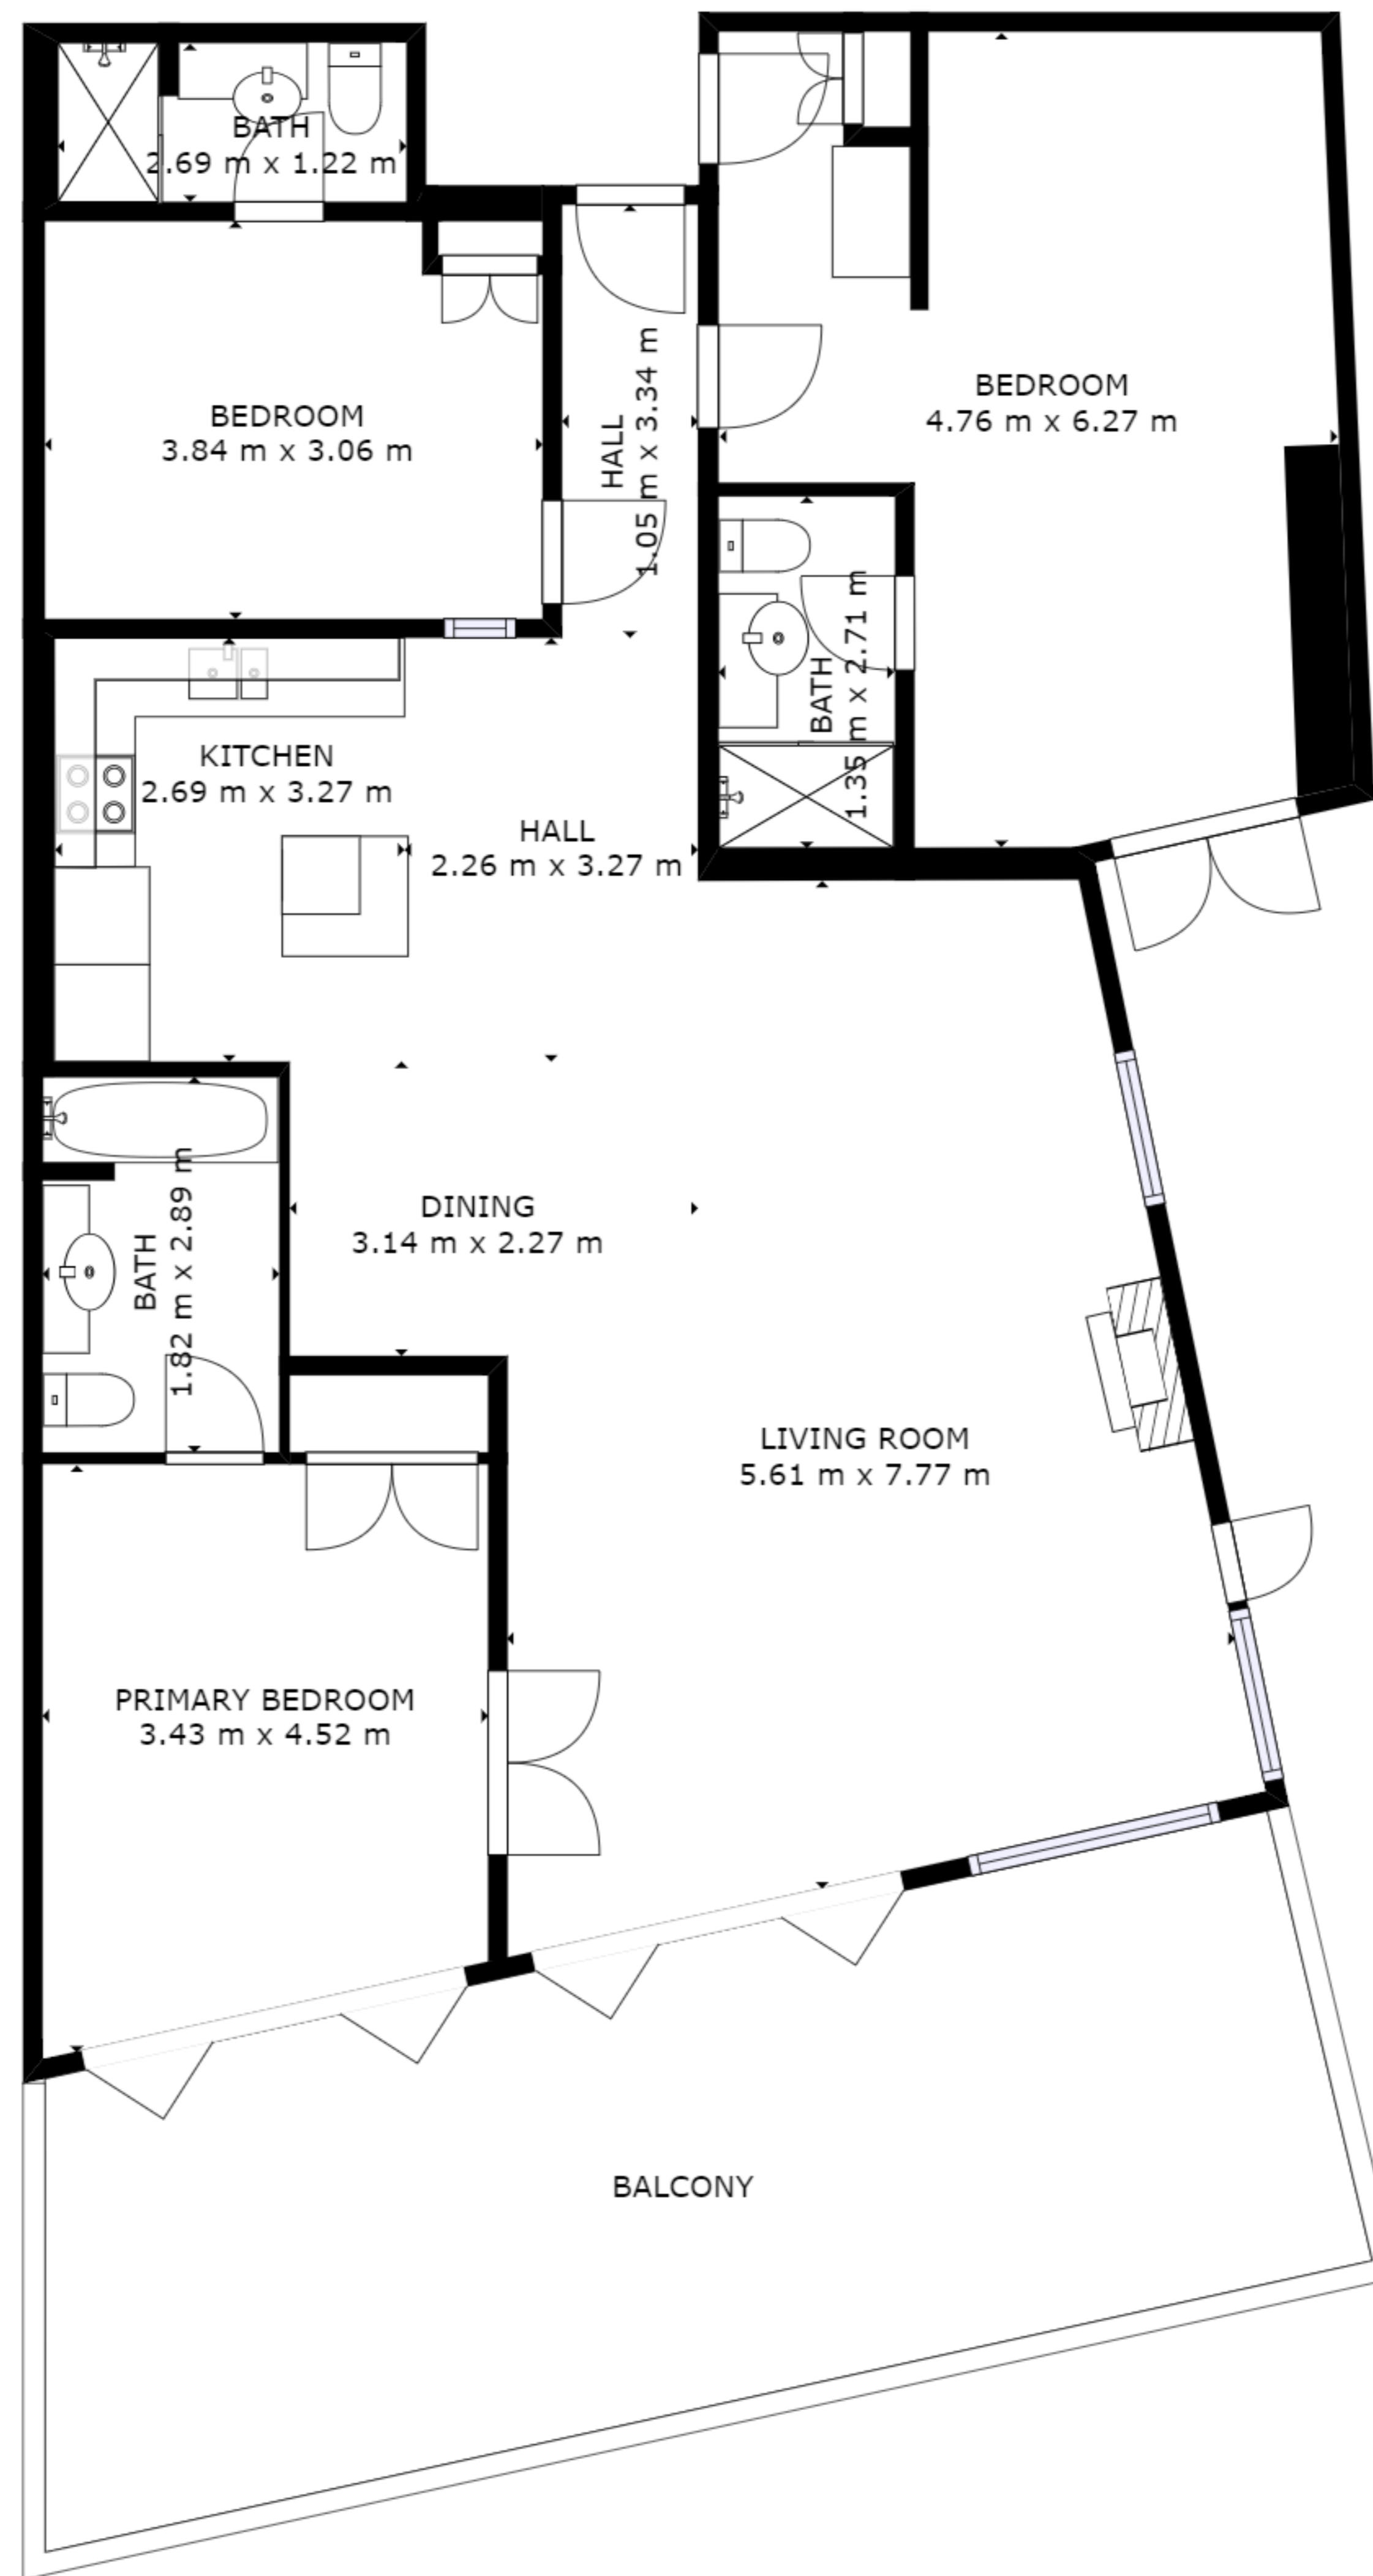 BATH
2.69 m x 1.22 m
BEDROOM
3.84 m x 3.06 m
HALL
1.05 m x 3.34 m
BEDROOM
4.76 m x 6.27 m
BATH
1.35 m x 2.71 m
KITCHEN
2.69 m x 3.27 m
HALL
2.26 m x 3.27 m
BATH
1.82 m x 2.89 m
DINING
3.14 m x 2.27 m
LIVING ROOM
5.61 m x 7.77 m
PRIMARY BEDROOM
3.43 m x 4.52 m
BALCONY